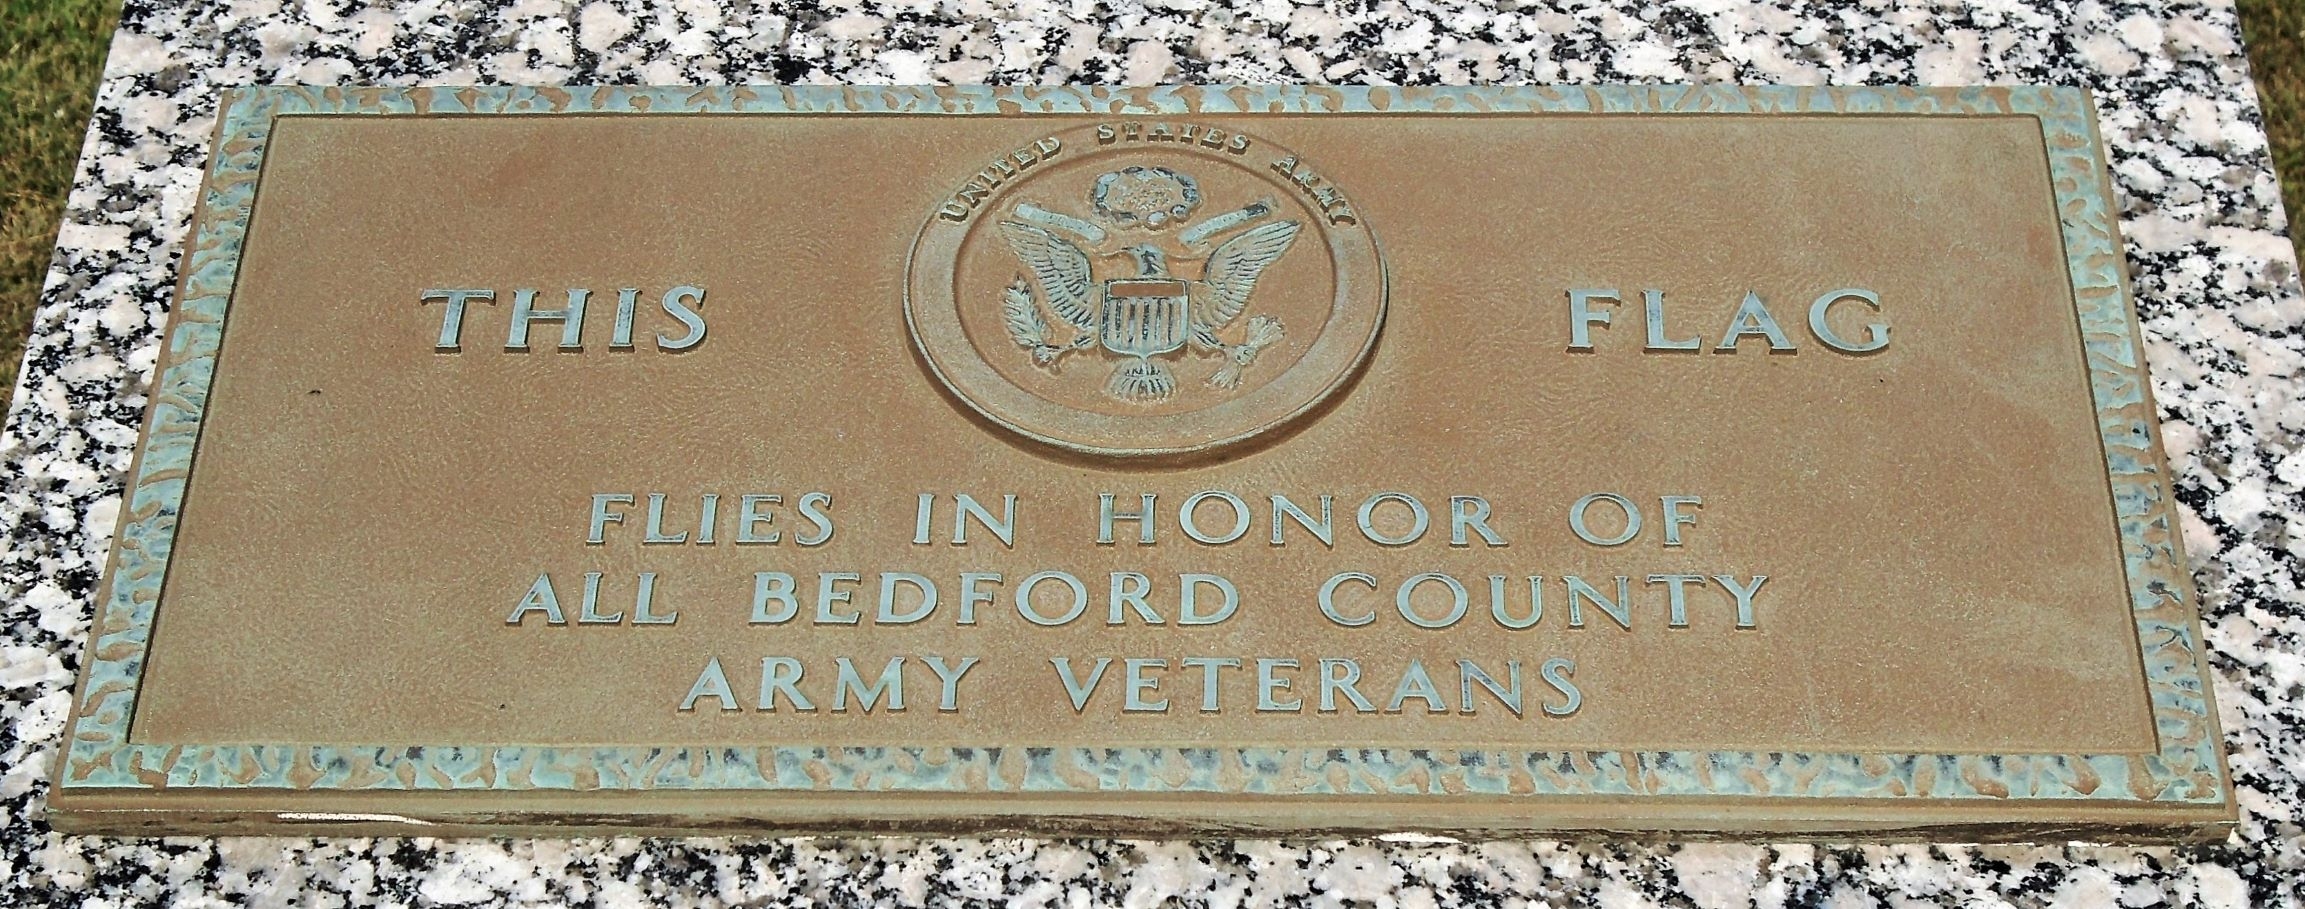 UNITED STATES ARMY
THIS FLAG
FLIES IN HONOR OF
ALL BEDFORD COUNTY
ARMY VETERANS